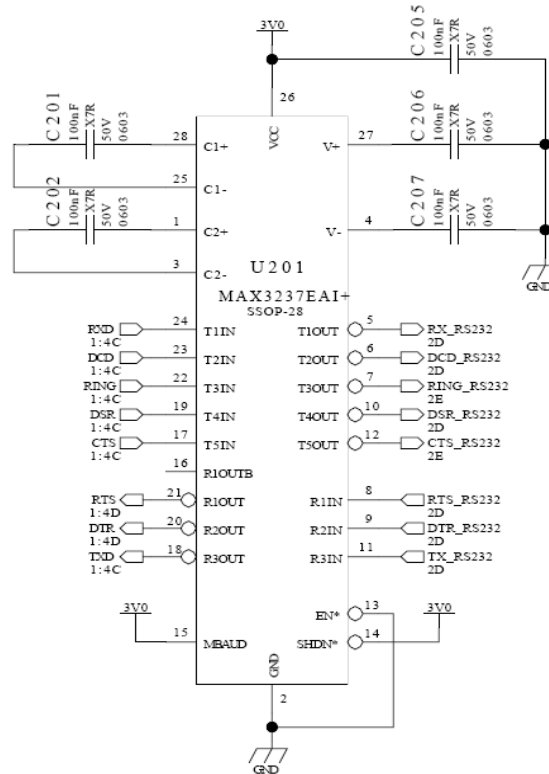 3V0
C205
100nF
X7R
50V
0603
26
VCC
C201
100nF
X7R
50V
0603
28
C1+
V+
27
C206
100nF
X7R
50V
0603
25
C1-
C202
100nF
X7R
50V
0603
1
C2+
V-
4
C207
100nF
X7R
50V
0603
3
C2-
GND
U201
MAX3237EAI+
SSOP-28
RXD
1:4C
24
T1IN
T1OUT
5
RX_RS232
2D
DCD
1:4C
23
T2IN
T2OUT
6
DCD_RS232
2D
RING
1:4C
22
T3IN
T3OUT
7
RING_RS232
2E
DSR
1:4C
19
T4IN
T4OUT
10
DSR_RS232
2D
CTS
1:4C
17
T5IN
T5OUT
12
CTS_RS232
2E
16
R1OUTB
RTS
1:4D
21
R1OUT
R1IN
8
RTS_RS232
2D
DTR
1:4D
20
R2OUT
R2IN
9
DTR_RS232
2D
TXD
1:4C
18
R3OUT
R3IN
11
TX_RS232
2D
3V0
15
MBAUD
EN*
13
SHDN*
14
3V0
GND
2
GND